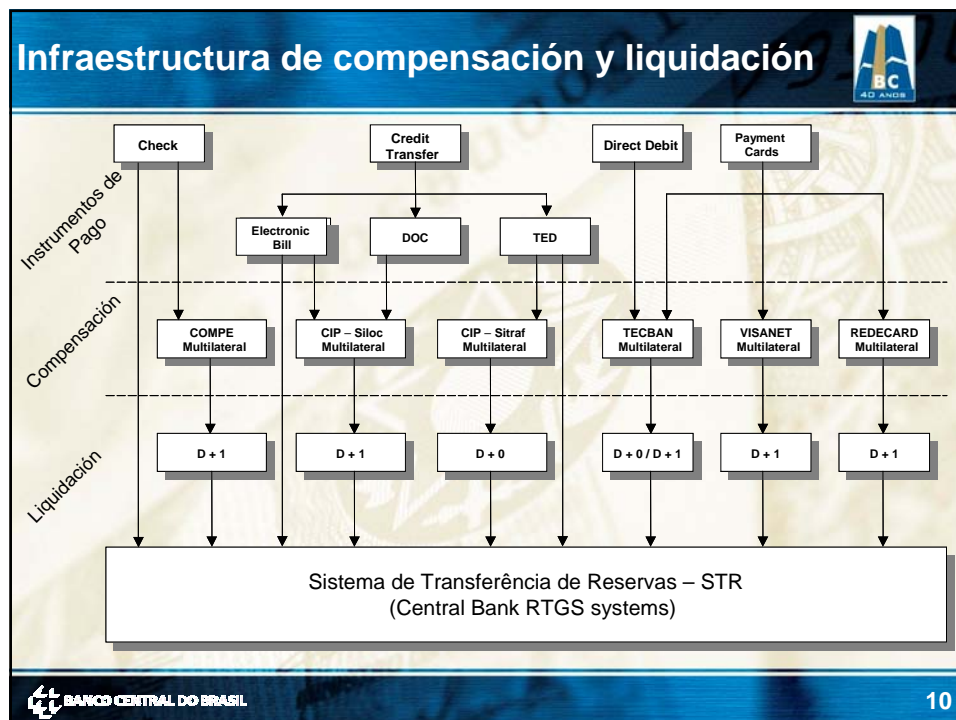 Infraestructura de compensación y liquidación
BC
40 ANOS
Check
Credit
Transfer
Direct Debit
Payment
Cards
Instrumentos de
Pago
Electronic
Bill
DOC
TED
Compensación
COMPE
Multilateral
CIP – Siloc
Multilateral
CIP – Sitraf
Multilateral
TECBAN
Multilateral
VISANET
Multilateral
REDECARD
Multilateral
Liquidación
D + 1
D + 1
D + 0
D + 0 / D + 1
D + 1
D + 1
Sistema de Transferência de Reservas – STR
(Central Bank RTGS systems)
BANCO CENTRAL DO BRASIL
10